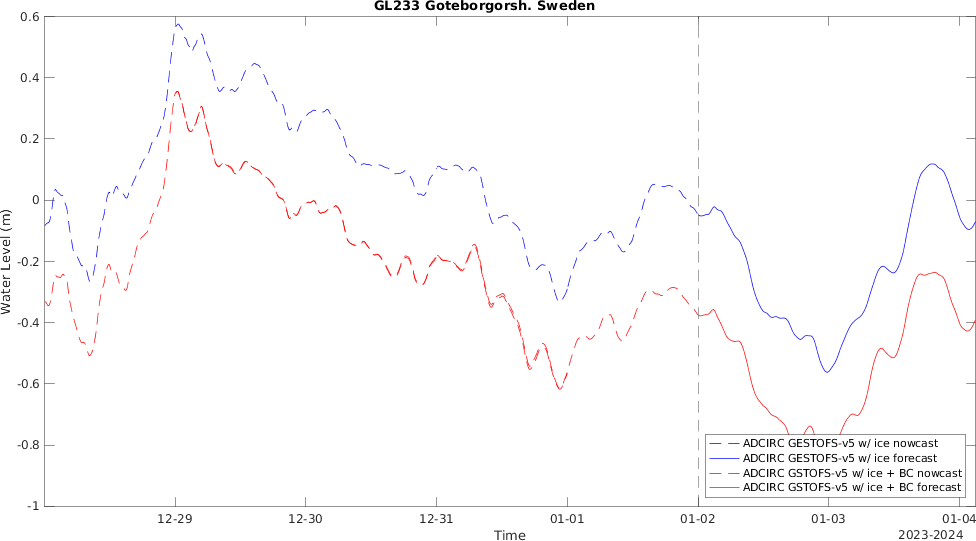 GL233 Goteborgorsh. Sweden
0.6
0.4
0.2
0
-0.2
-0.4
-0.6
-0.8
-1
Water Level (m)
12-29
12-30
12-31
01-01
01-02
01-03
01-04
Time
2023-2024
ADCIRC GESTOFS-v5 w/ ice nowcast
ADCIRC GESTOFS-v5 w/ ice forecast
ADCIRC GSTOFS-v5 w/ ice + BC nowcast
ADCIRC GSTOFS-v5 w/ ice + BC forecast